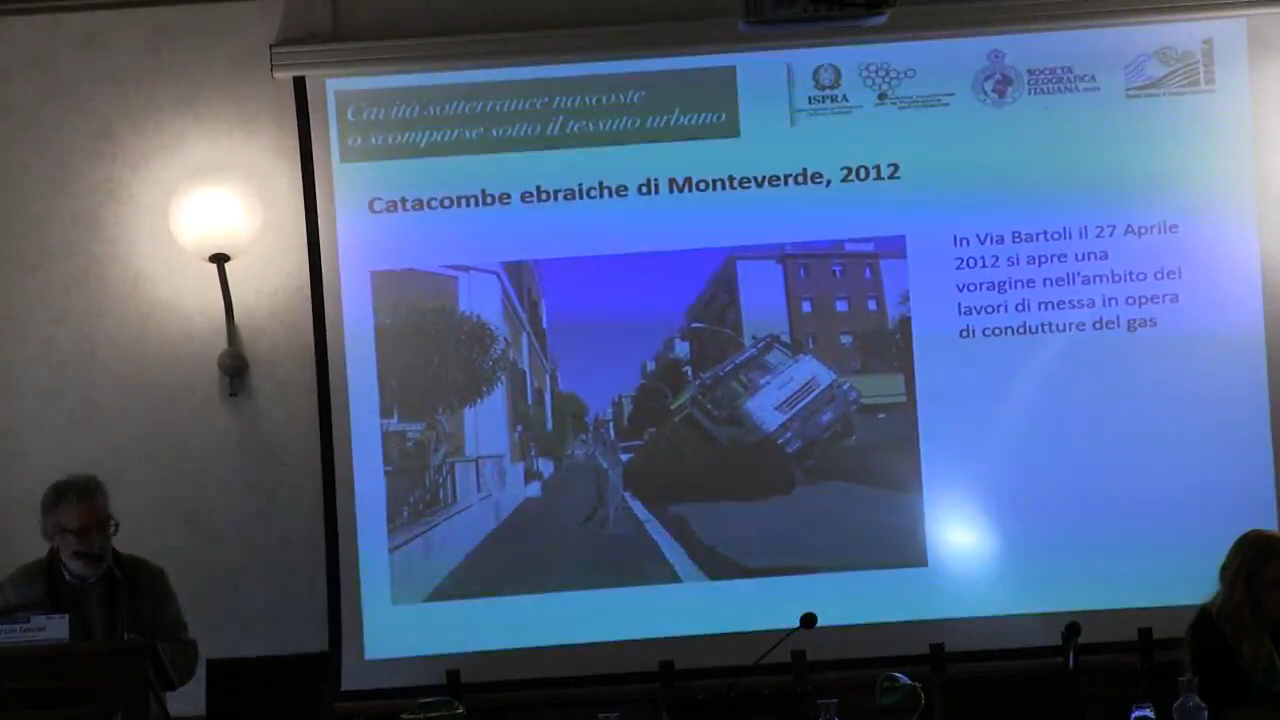 Cavità sotterranee nascoste
o scomparse sotto il tessuto urbano
ISPRA
SOCIETÀ
GEOGRAFICA
ITALIANA
Catacombe ebraiche di Monteverde, 2012
In Via Bartoli il 27 Aprile
2012 si apre una
voragine nell'ambito dei
lavori di messa in opera
di condutture del gas